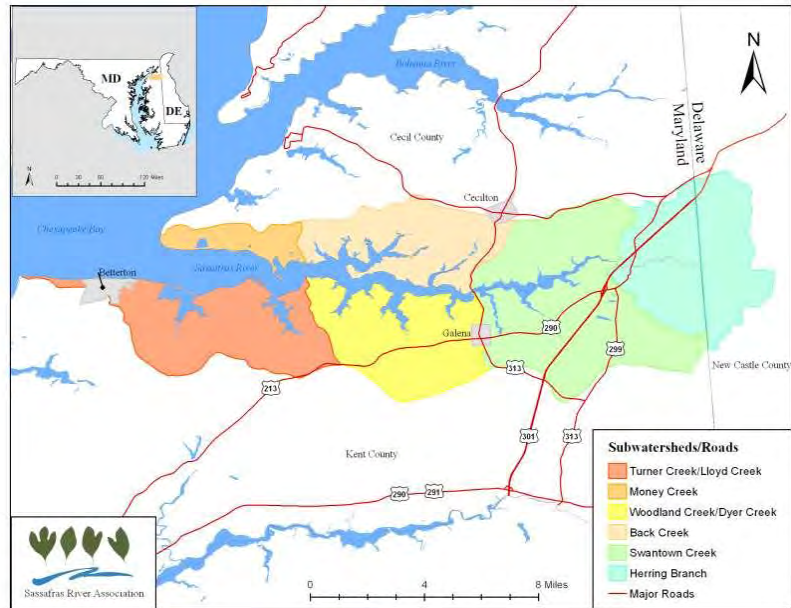 MD
DE
N
0 60 120 Miles
N
Bohemia River
Cecil County
Delaware
Maryland
Cecilton
Chesapeake Bay
Sassafras River
Betterton
Galena
290
299
313
213
New Castle County
301
313
Kent County
290
291
Subwatersheds/Roads
Turner Creek/Lloyd Creek
Money Creek
Woodland Creek/Dyer Creek
Back Creek
Swantown Creek
Herring Branch
Major Roads
Sassafras River Association
0 4 8 Miles